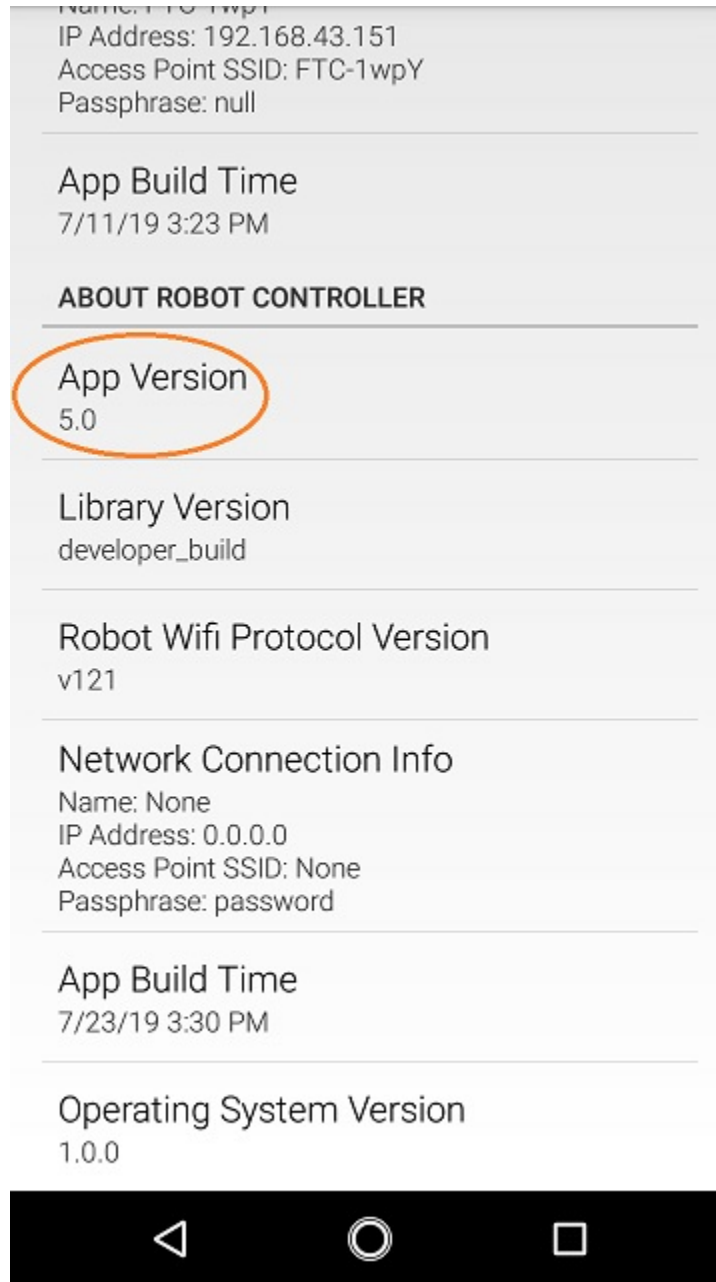 IP Address: 192.168.43.151
Access Point SSID: FTC-1wpY
Passphrase: null
App Build Time
7/11/19 3:23 PM
ABOUT ROBOT CONTROLLER
App Version
5.0
Library Version
developer_build
Robot Wifi Protocol Version
v121
Network Connection Info
Name: None
IP Address: 0.0.0.0
Access Point SSID: None
Passphrase: password
App Build Time
7/23/19 3:30 PM
Operating System Version
1.0.0